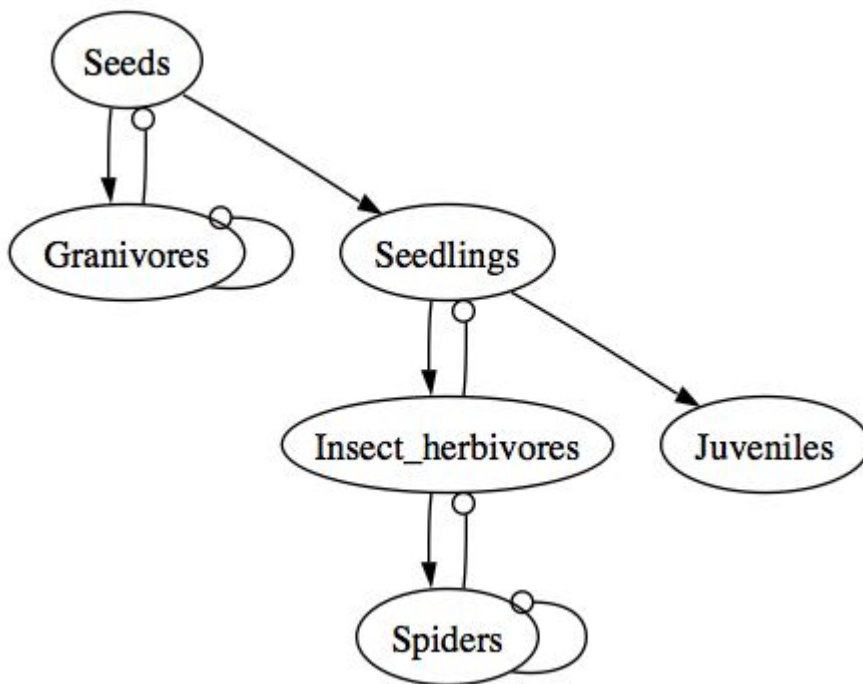 Seeds
Granivores
Seedlings
Insect_herbivores
Juveniles
Spiders